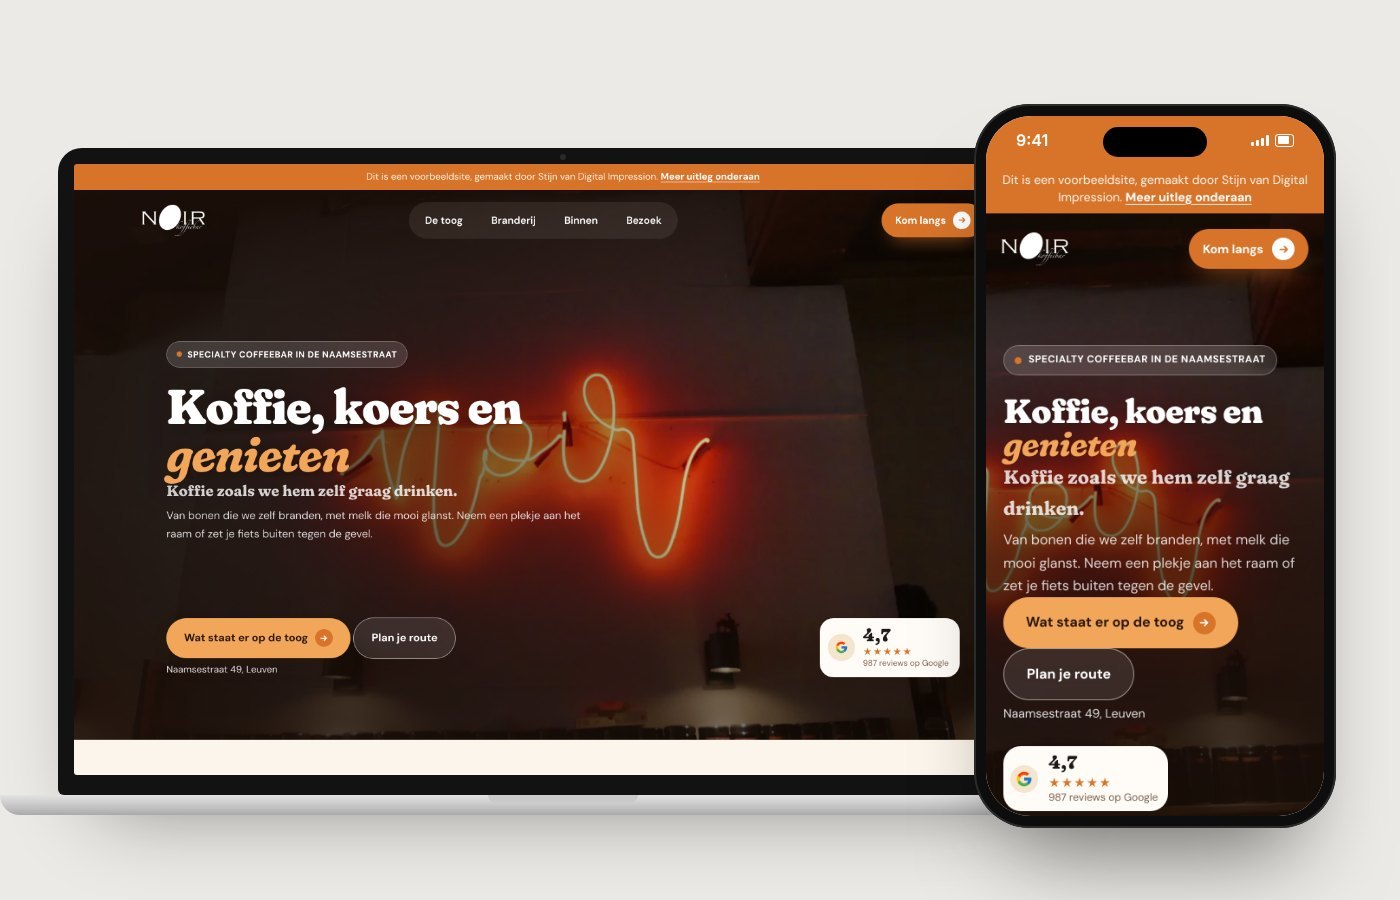 Dit is een voorbeeldsite, gemaakt door Stijn van Digital Impression. Meer uitleg onderaan
NOIR
koffiebar
De toog
Branderij
Binnen
Bezoek
Kom langs
SPECIALTY COFFEEBAR IN DE NAAMSESTRAAT
Koffie, koers en
genieten
noir
Koffie zoals we hem zelf graag drinken.
Van bonen die we zelf branden, met melk die mooi glanst. Neem een plekje aan het
raam of zet je fiets buiten tegen de gevel.
Wat staat er op de toog
Plan je route
Naamsestraat 49, Leuven
4,7
★★★★★
987 reviews op Google
9:41
Dit is een voorbeeldsite, gemaakt door Stijn van Digital
Impression. Meer uitleg onderaan
NOIR
koffiebar
Kom langs
SPECIALTY COFFEEBAR IN DE NAAMSESTRAAT
Koffie, koers en
genieten
Koffie zoals we hem zelf graag
drinken.
Van bonen die we zelf branden, met melk die
mooi glanst. Neem een plekje aan het raam of
zet je fiets buiten tegen de gevel.
Wat staat er op de toog
Plan je route
Naamsestraat 49, Leuven
4,7
★★★★★
987 reviews op Google